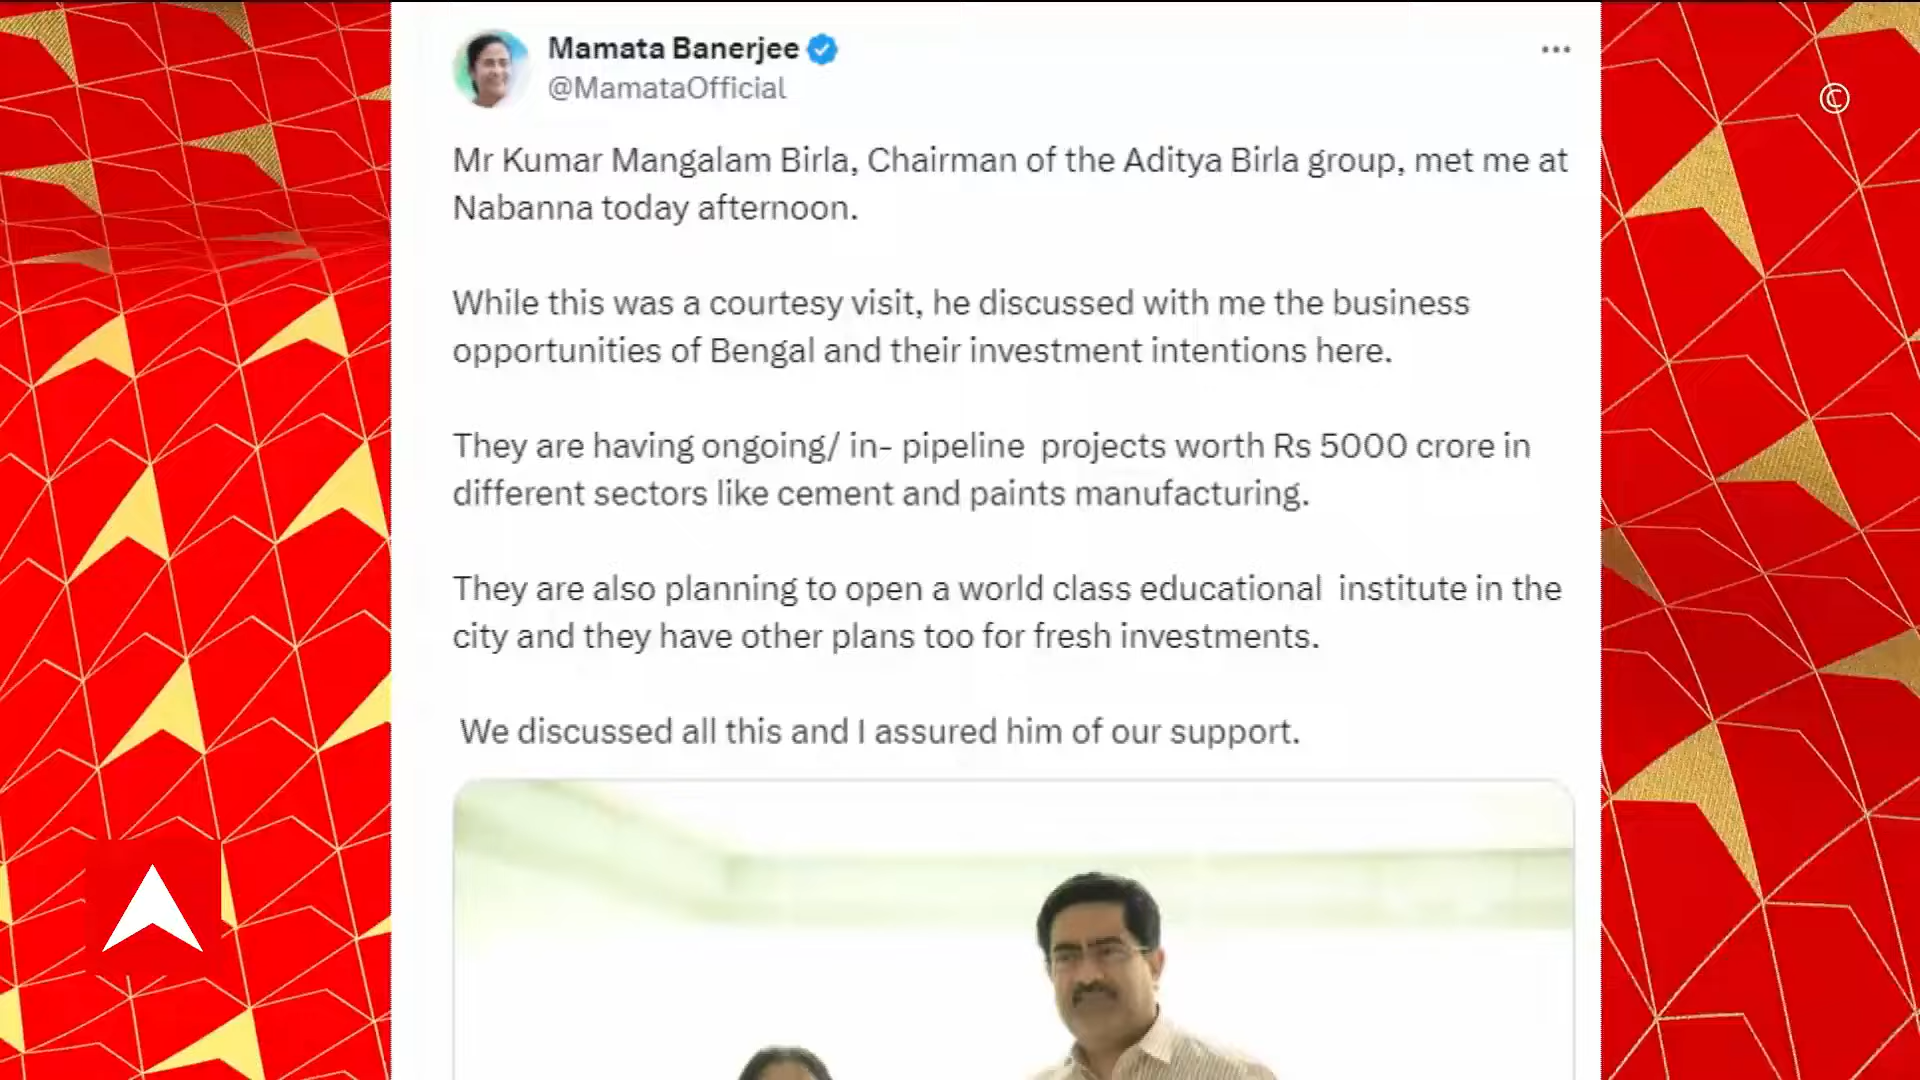 Mamata Banerjee
@MamataOfficial
Mr Kumar Mangalam Birla, Chairman of the Aditya Birla group, met me at
Nabanna today afternoon.
While this was a courtesy visit, he discussed with me the business
opportunities of Bengal and their investment intentions here.
They are having ongoing/ in- pipeline projects worth Rs 5000 crore in
different sectors like cement and paints manufacturing.
They are also planning to open a world class educational institute in the
city and they have other plans too for fresh investments.
We discussed all this and I assured him of our support.
©